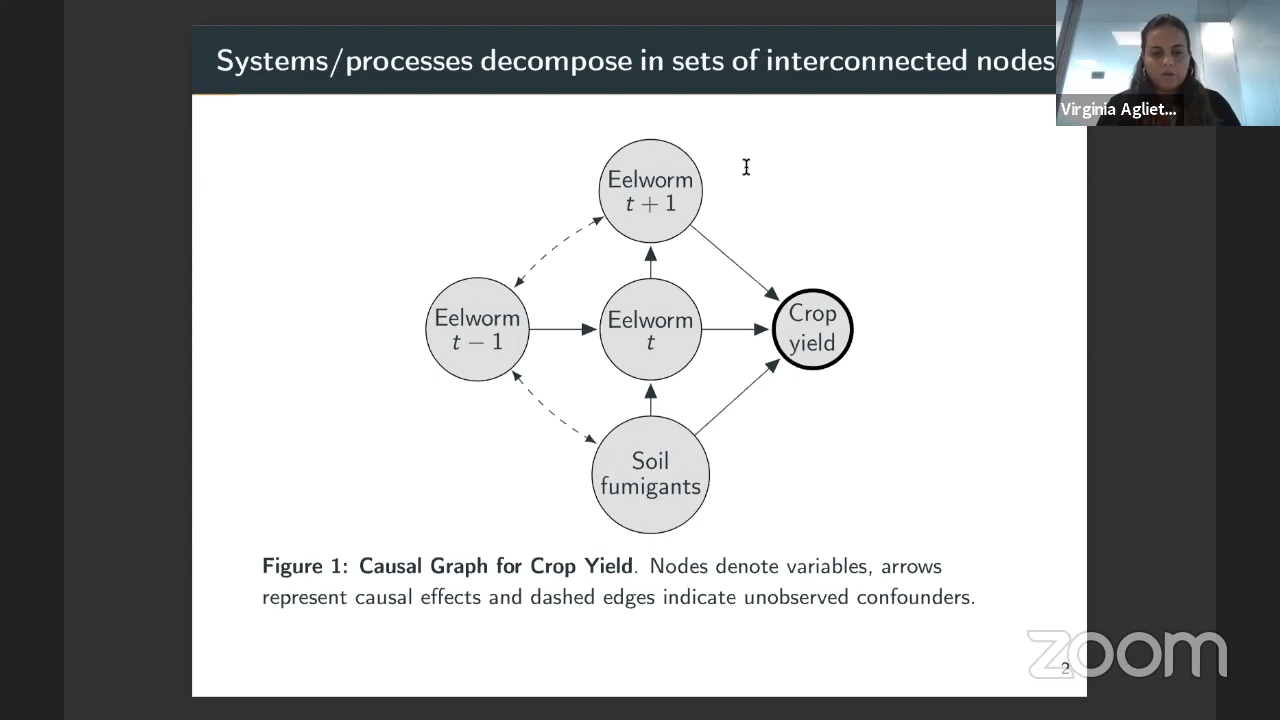 Systems/processes decompose in sets of interconnected nodes
Virginia Agliet...
Eelworm
t + 1
Eelworm
t − 1
Eelworm
t
Crop
yield
Soil
fumigants
Figure 1: Causal Graph for Crop Yield. Nodes denote variables, arrows
represent causal effects and dashed edges indicate unobserved confounders.
2
zoom